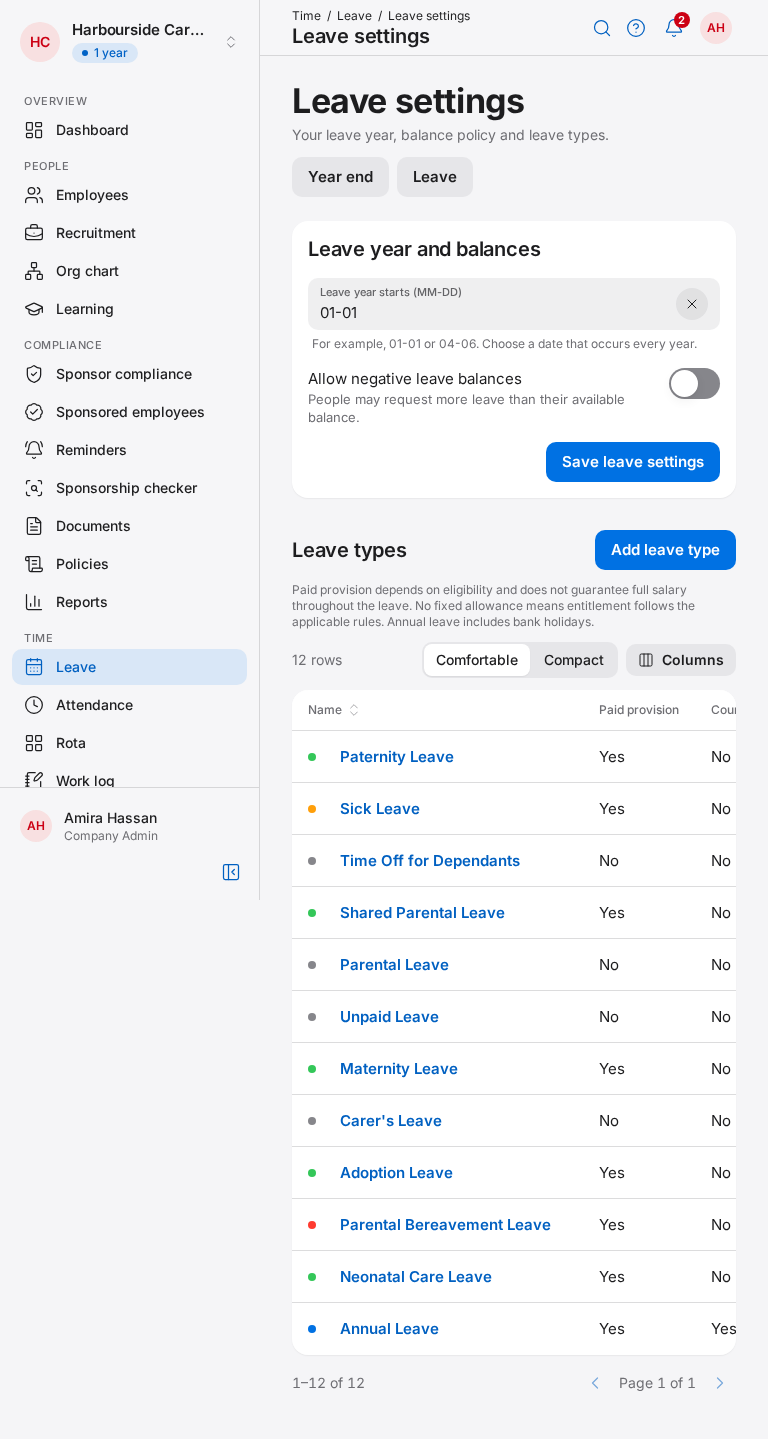 HC
Harbourside Car...
1 year
OVERVIEW
Dashboard
PEOPLE
Employees
Recruitment
Org chart
Learning
COMPLIANCE
Sponsor compliance
Sponsored employees
Reminders
Sponsorship checker
Documents
Policies
Reports
TIME
Leave
Attendance
Rota
Work log
AH
Amira Hassan
Company Admin
Time / Leave / Leave settings
Leave settings
2
AH
Leave settings
Your leave year, balance policy and leave types.
Year end
Leave
Leave year and balances
Leave year starts (MM-DD)
01-01
For example, 01-01 or 04-06. Choose a date that occurs every year.
Allow negative leave balances
People may request more leave than their available
balance.
Save leave settings
Leave types
Add leave type
Paid provision depends on eligibility and does not guarantee full salary
throughout the leave. No fixed allowance means entitlement follows the
applicable rules. Annual leave includes bank holidays.
12 rows
Comfortable
Compact
Columns
Name Paid provision
Paternity Leave Yes No
Sick Leave Yes No
Time Off for Dependants No No
Shared Parental Leave Yes No
Parental Leave No No
Unpaid Leave No No
Maternity Leave Yes No
Carer's Leave No No
Adoption Leave Yes No
Parental Bereavement Leave Yes No
Neonatal Care Leave Yes No
Annual Leave Yes Yes
1–12 of 12
Page 1 of 1